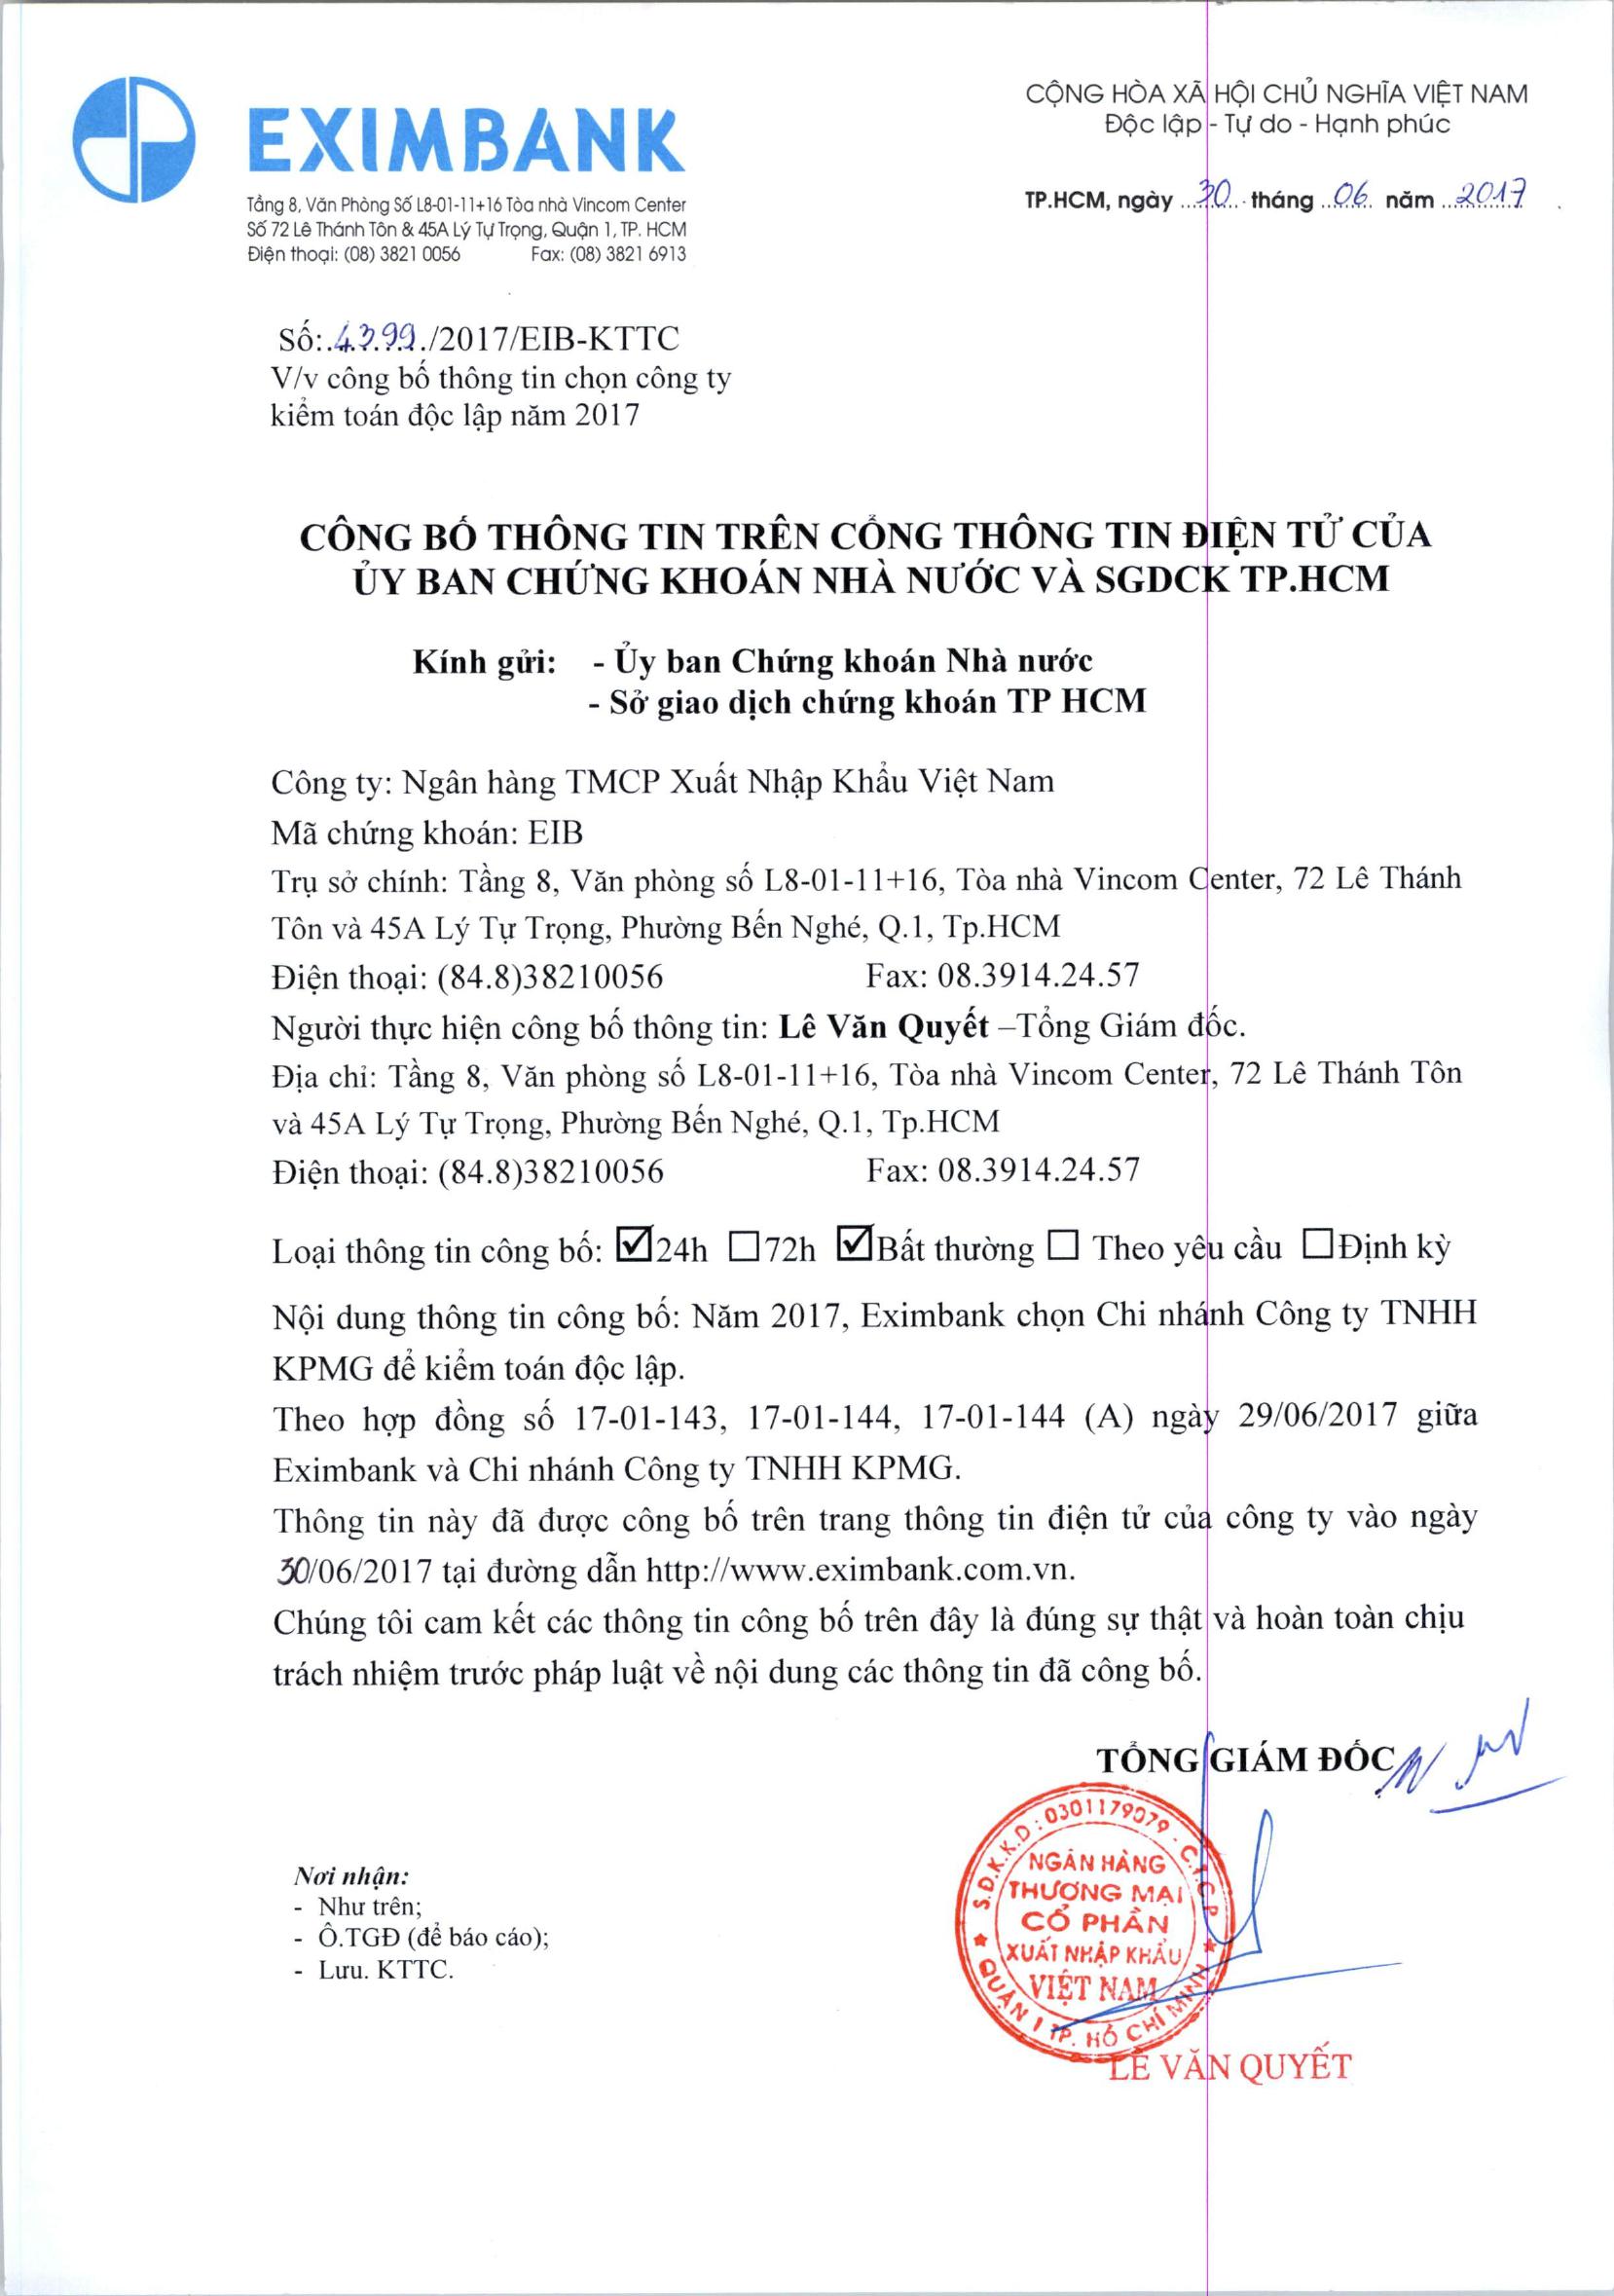 EXIMBANK
Tầng 8, Văn Phòng Số L8-01-11+16 Tòa nhà Vincom Center
Số 72 Lê Thánh Tôn & 45A Lý Tự Trọng, Quận 1, TP. HCM
Điện thoại: (08) 3821 0056 Fax: (08) 3821 6913
CỘNG HÒA XÃ HỘI CHỦ NGHĨA VIỆT NAM
Độc lập - Tự do - Hạnh phúc
TP.HCM, ngày 30 tháng 06 năm 2017
Số: 4399/2017/EIB-KTTC
V/v công bố thông tin chọn công ty
kiểm toán độc lập năm 2017
CÔNG BỐ THÔNG TIN TRÊN CỔNG THÔNG TIN ĐIỆN TỬ CỦA
ỦY BAN CHỨNG KHOÁN NHÀ NƯỚC VÀ SGDCK TP.HCM
Kính gửi: - Ủy ban Chứng khoán Nhà nước
- Sở giao dịch chứng khoán TP HCM
Công ty: Ngân hàng TMCP Xuất Nhập Khẩu Việt Nam
Mã chứng khoán: EIB
Trụ sở chính: Tầng 8, Văn phòng số L8-01-11+16, Tòa nhà Vincom Center, 72 Lê Thánh
Tôn và 45A Lý Tự Trọng, Phường Bến Nghé, Q.1, Tp.HCM
Điện thoại: (84.8)38210056 Fax: 08.3914.24.57
Người thực hiện công bố thông tin: Lê Văn Quyết –Tổng Giám đốc.
Địa chỉ: Tầng 8, Văn phòng số L8-01-11+16, Tòa nhà Vincom Center, 72 Lê Thánh Tôn
và 45A Lý Tự Trọng, Phường Bến Nghé, Q.1, Tp.HCM
Điện thoại: (84.8)38210056 Fax: 08.3914.24.57
Loại thông tin công bố: ☑24h ☐72h ☑Bất thường ☐ Theo yêu cầu ☐Định kỳ
Nội dung thông tin công bố: Năm 2017, Eximbank chọn Chi nhánh Công ty TNHH
KPMG để kiểm toán độc lập.
Theo hợp đồng số 17-01-143, 17-01-144, 17-01-144 (A) ngày 29/06/2017 giữa
Eximbank và Chi nhánh Công ty TNHH KPMG.
Thông tin này đã được công bố trên trang thông tin điện tử của công ty vào ngày
30/06/2017 tại đường dẫn http://www.eximbank.com.vn.
Chúng tôi cam kết các thông tin công bố trên đây là đúng sự thật và hoàn toàn chịu
trách nhiệm trước pháp luật về nội dung các thông tin đã công bố.
TỔNG GIÁM ĐỐC
S.Đ.K.K.D: 0301179079 - C.T.C.P
NGÂN HÀNG
THƯƠNG MẠI
CỔ PHẦN
XUẤT NHẬP KHẨU
VIỆT NAM
QUẬN 1 TP. HỒ CHÍ MINH
LÊ VĂN QUYẾT
Nơi nhận:
- Như trên;
- Ô.TGĐ (để báo cáo);
- Lưu. KTTC.